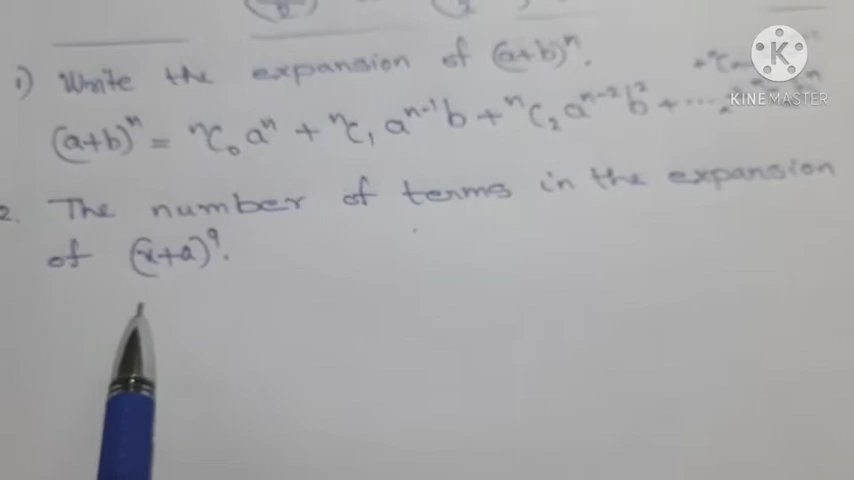 1) Write the expansion of (a+b)ⁿ.
KINEMASTER
(a+b)ⁿ = ⁿC₀ aⁿ + ⁿC₁ aⁿ⁻¹b + ⁿC₂ aⁿ⁻²b² + ...
2. The number of terms in the expansion
of (x+a)⁹.